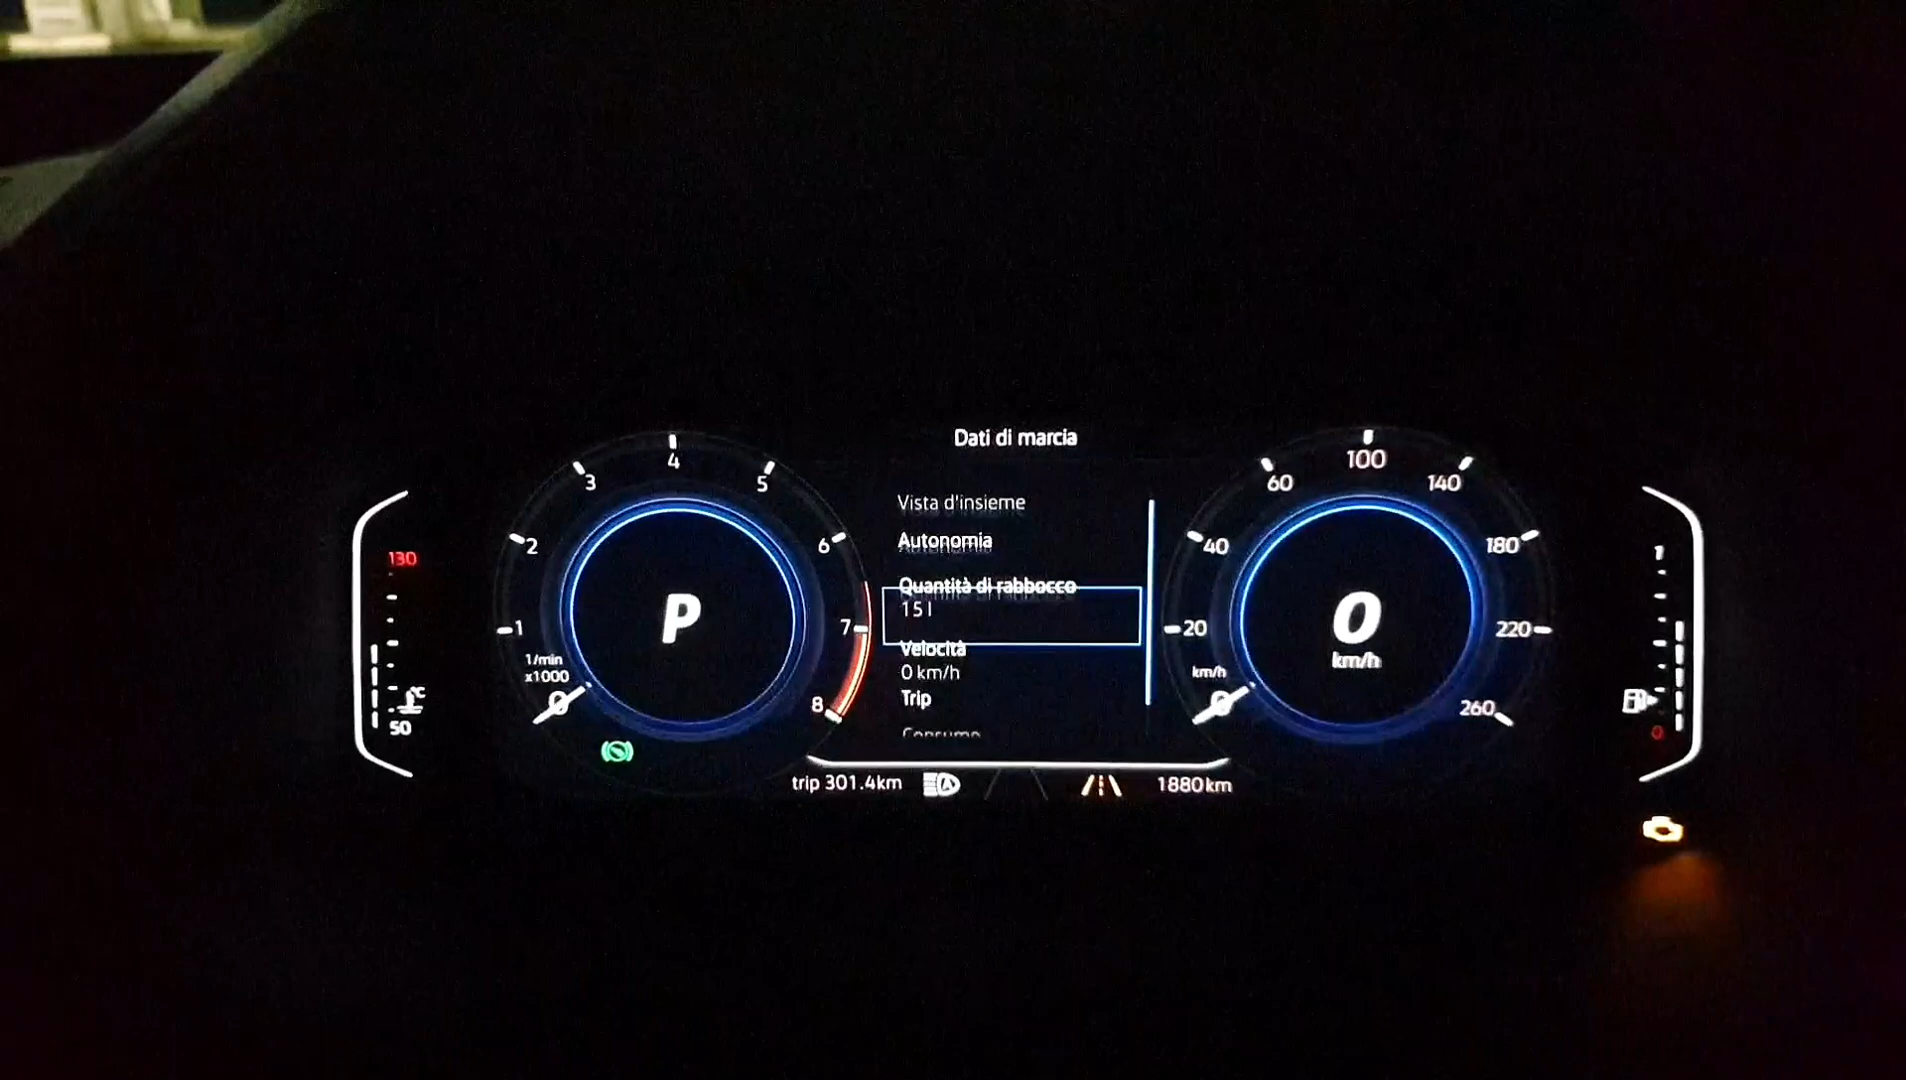 Dati di marcia
Vista d'insieme
Autonomia
Quantità di rabbocco
15 l
Velocità
0 km/h
Trip
Consumo
130
°C
50
0
1
2
3
4
5
6
7
8
1/min
x1000
P
0
20
40
60
100
140
180
220
260
km/h
0
km/h
1
0
trip 301.4km
A
1880km